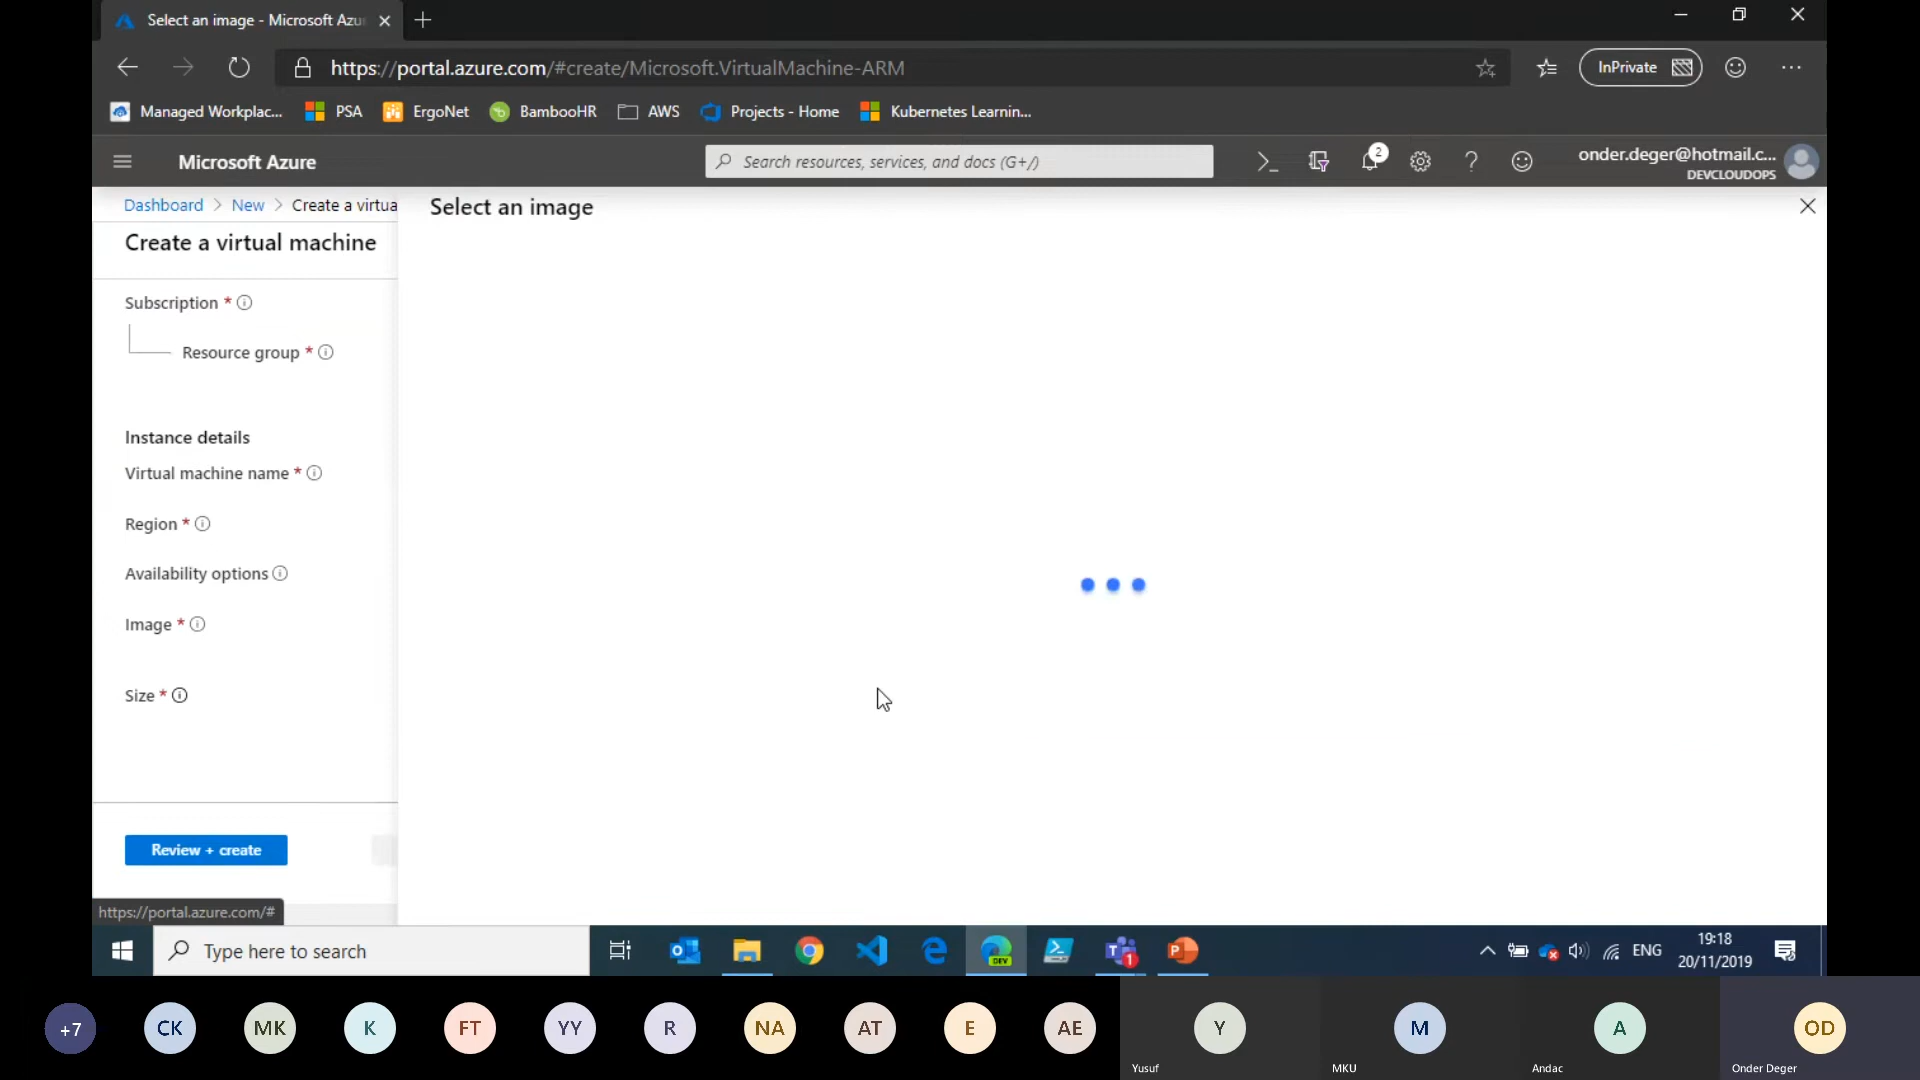 Select an image - Microsoft Azu
https://portal.azure.com/#create/Microsoft.VirtualMachine-ARM
InPrivate
Managed Workplac...
PSA
ErgoNet
BambooHR
AWS
Projects - Home
Kubernetes Learnin...
Microsoft Azure
Search resources, services, and docs (G+/)
2
onder.deger@hotmail.c...
DEVCLOUDOPS
Dashboard > New > Create a virtua
Select an image
Create a virtual machine
Subscription *
Resource group *
Instance details
Virtual machine name *
Region *
Availability options
Image *
Size *
Review + create
https://portal.azure.com/#
Type here to search
DEV
1
ENG
19:18
20/11/2019
+7
CK
MK
K
FT
YY
R
NA
AT
E
AE
Y
M
A
OD
Yusuf
MKU
Andac
Onder Deger